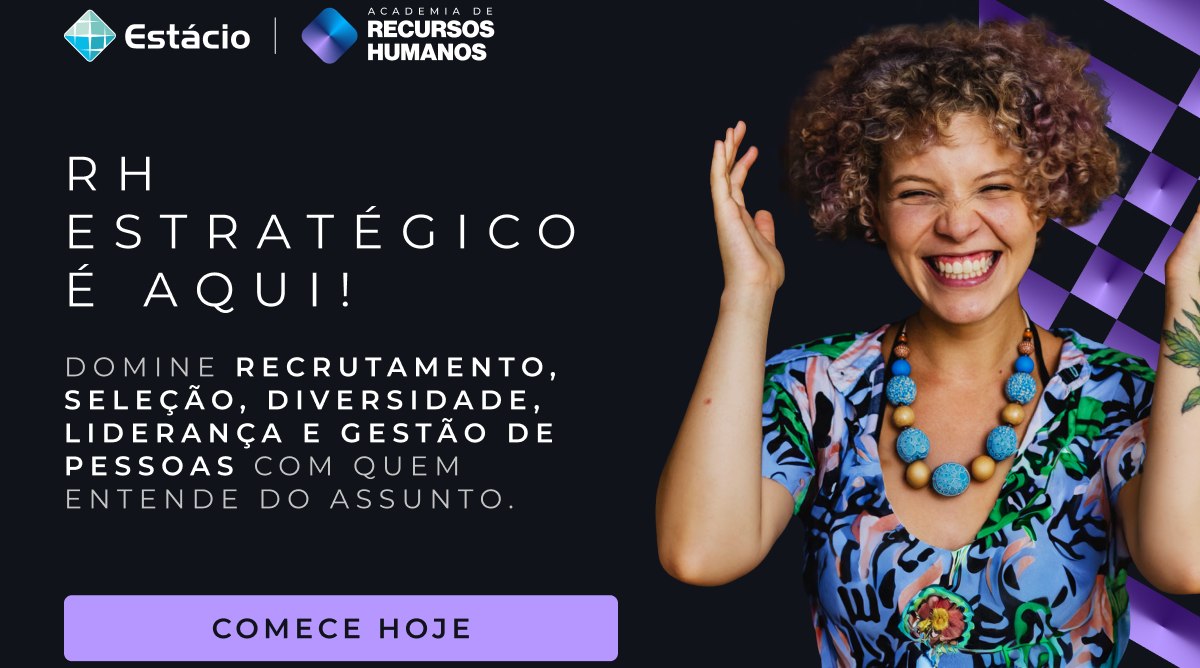 Estácio
ACADEMIA DE
RECURSOS
HUMANOS
RH
ESTRATÉGICO
É AQUI!
DOMINE RECRUTAMENTO,
SELEÇÃO, DIVERSIDADE,
LIDERANÇA E GESTÃO DE
PESSOAS COM QUEM
ENTENDE DO ASSUNTO.
COMECE HOJE